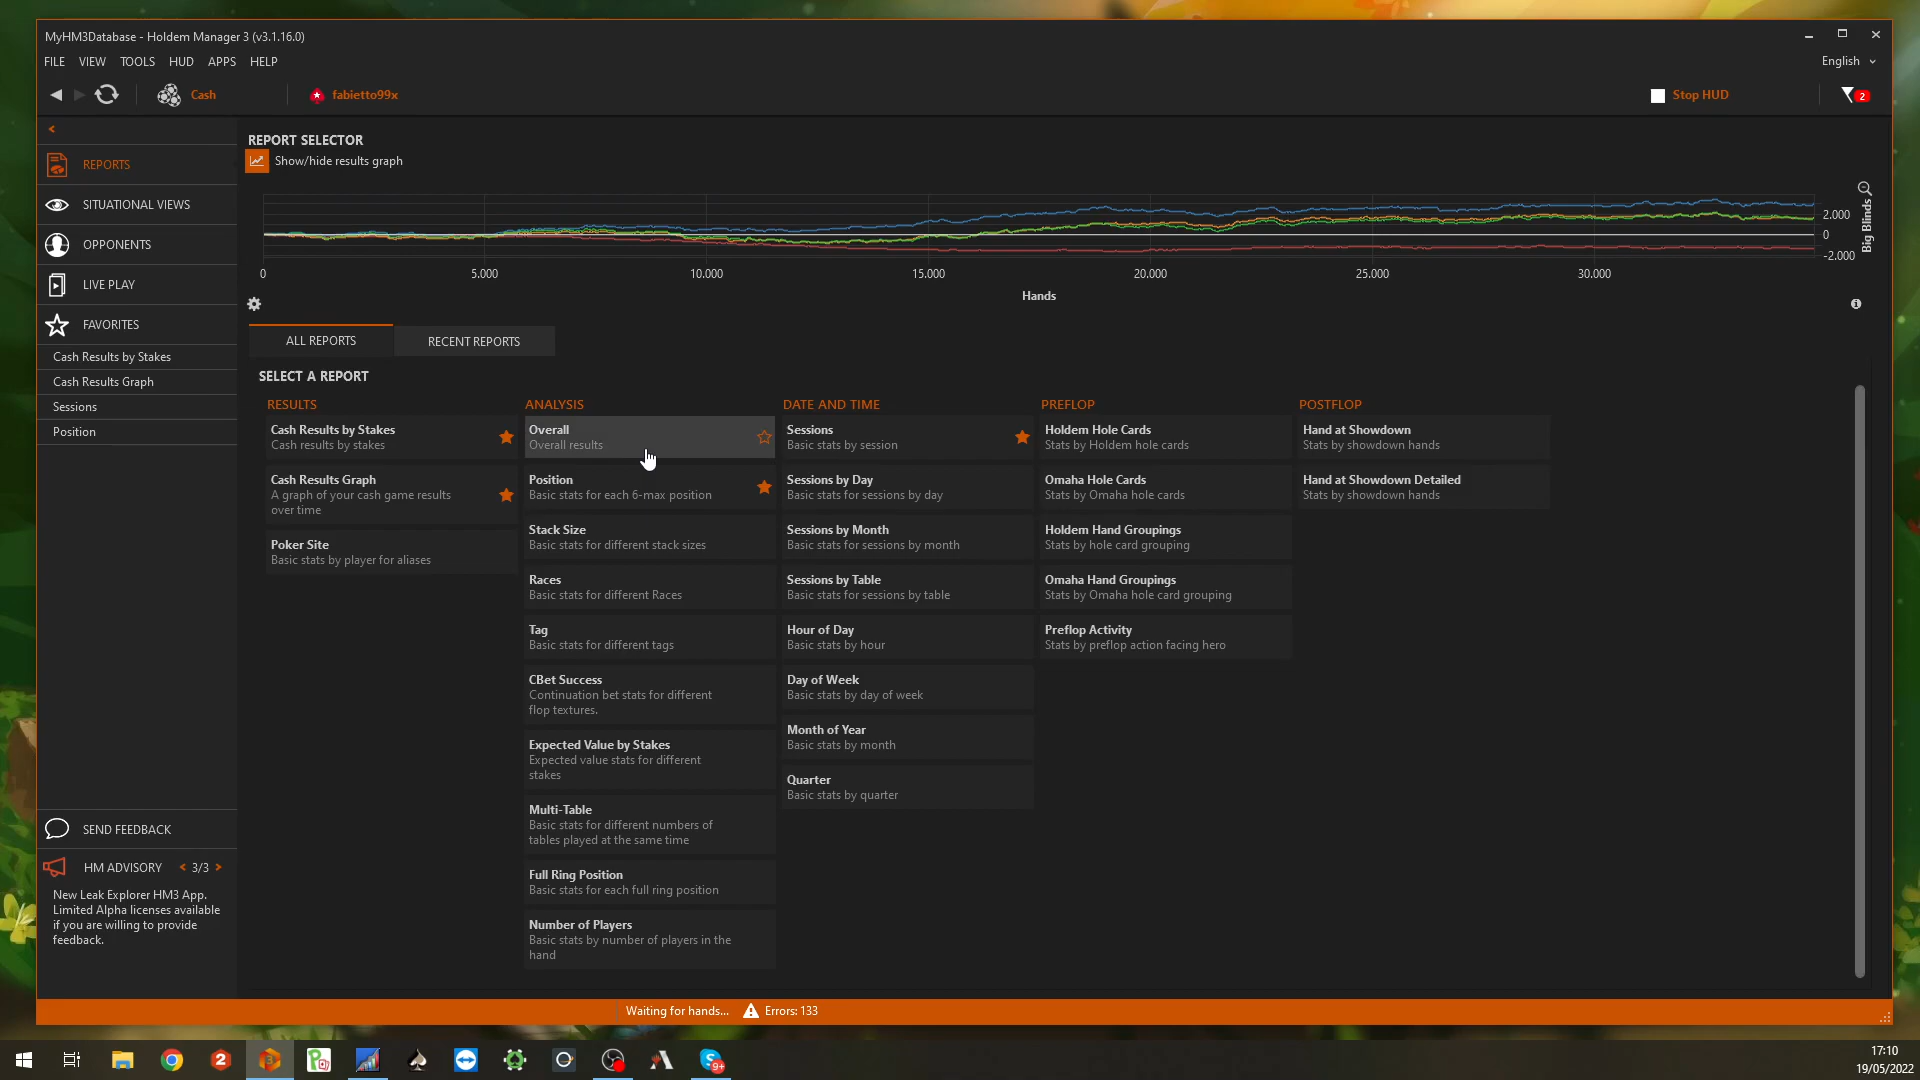 MyHM3Database - Holdem Manager 3 (v3.1.16.0)
FILE VIEW TOOLS HUD APPS HELP
English
Cash
fabietto99x
Stop HUD
2
REPORTS
SITUATIONAL VIEWS
OPPONENTS
LIVE PLAY
FAVORITES
Cash Results by Stakes
Cash Results Graph
Sessions
Position
SEND FEEDBACK
HM ADVISORY < 3/3 >
New Leak Explorer HM3 App.
Limited Alpha licenses available
if you are willing to provide
feedback.
REPORT SELECTOR
Show/hide results graph
2.000
0
-2.000
Big Blinds
0 5.000 10.000 15.000 20.000 25.000 30.000
Hands
ALL REPORTS
RECENT REPORTS
SELECT A REPORT
RESULTS
Cash Results by Stakes
Cash results by stakes
Cash Results Graph
A graph of your cash game results
over time
Poker Site
Basic stats by player for aliases
ANALYSIS
Overall
Overall results
Position
Basic stats for each 6-max position
Stack Size
Basic stats for different stack sizes
Races
Basic stats for different Races
Tag
Basic stats for different tags
CBet Success
Continuation bet stats for different
flop textures.
Expected Value by Stakes
Expected value stats for different
stakes
Multi-Table
Basic stats for different numbers of
tables played at the same time
Full Ring Position
Basic stats for each full ring position
Number of Players
Basic stats by number of players in the
hand
DATE AND TIME
Sessions
Basic stats by session
Sessions by Day
Basic stats for sessions by day
Sessions by Month
Basic stats for sessions by month
Sessions by Table
Basic stats for sessions by table
Hour of Day
Basic stats by hour
Day of Week
Basic stats by day of week
Month of Year
Basic stats by month
Quarter
Basic stats by quarter
PREFLOP
Holdem Hole Cards
Stats by Holdem hole cards
Omaha Hole Cards
Stats by Omaha hole cards
Holdem Hand Groupings
Stats by hole card grouping
Omaha Hand Groupings
Stats by Omaha hole card grouping
Preflop Activity
Stats by preflop action facing hero
POSTFLOP
Hand at Showdown
Stats by showdown hands
Hand at Showdown Detailed
Stats by showdown hands
Waiting for hands...
Errors: 133
2
3
9+
17:10
19/05/2022